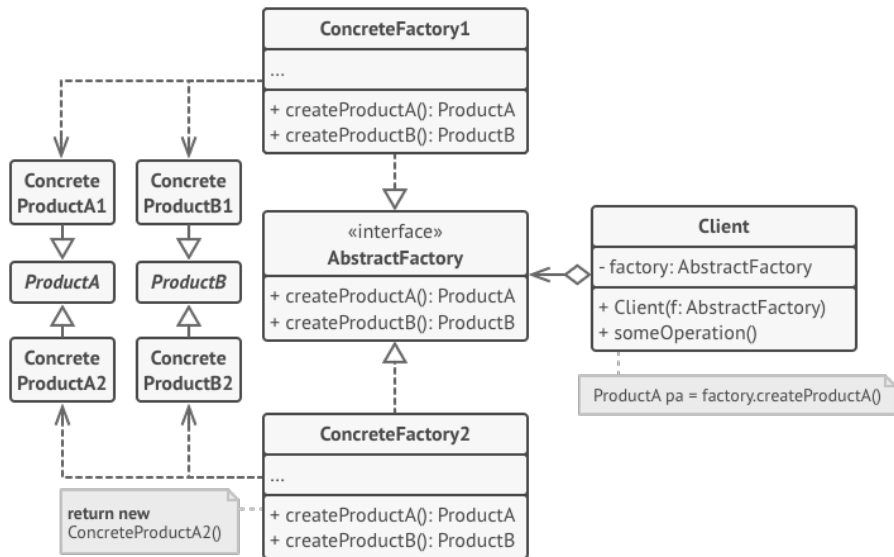 ConcreteFactory1
...
+ createProductA(): ProductA
+ createProductB(): ProductB
Concrete
ProductA1
Concrete
ProductB1
ProductA
ProductB
Concrete
ProductA2
Concrete
ProductB2
«interface»
AbstractFactory
+ createProductA(): ProductA
+ createProductB(): ProductB
Client
- factory: AbstractFactory
+ Client(f: AbstractFactory)
+ someOperation()
ProductA pa = factory.createProductA()
ConcreteFactory2
...
+ createProductA(): ProductA
+ createProductB(): ProductB
return new
ConcreteProductA2()